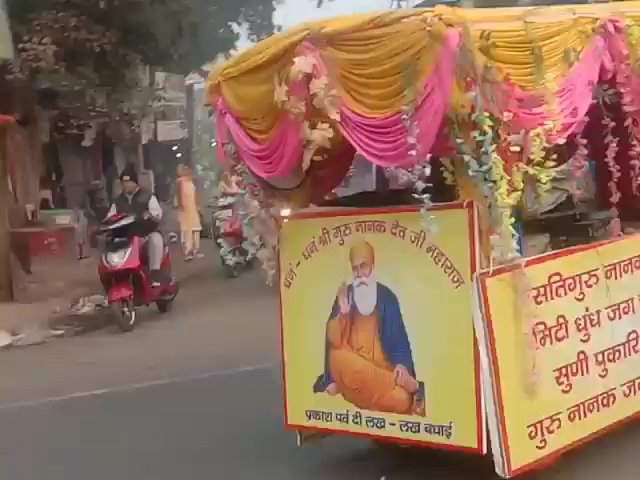 धनं - धनं श्री गुरु नानक देव जी महाराज
प्रकाश पर्व दी लख - लख बधाई
सतिगुरु नानक
मिटी धुंध जग
सुणी पुकारि
गुरु नानक